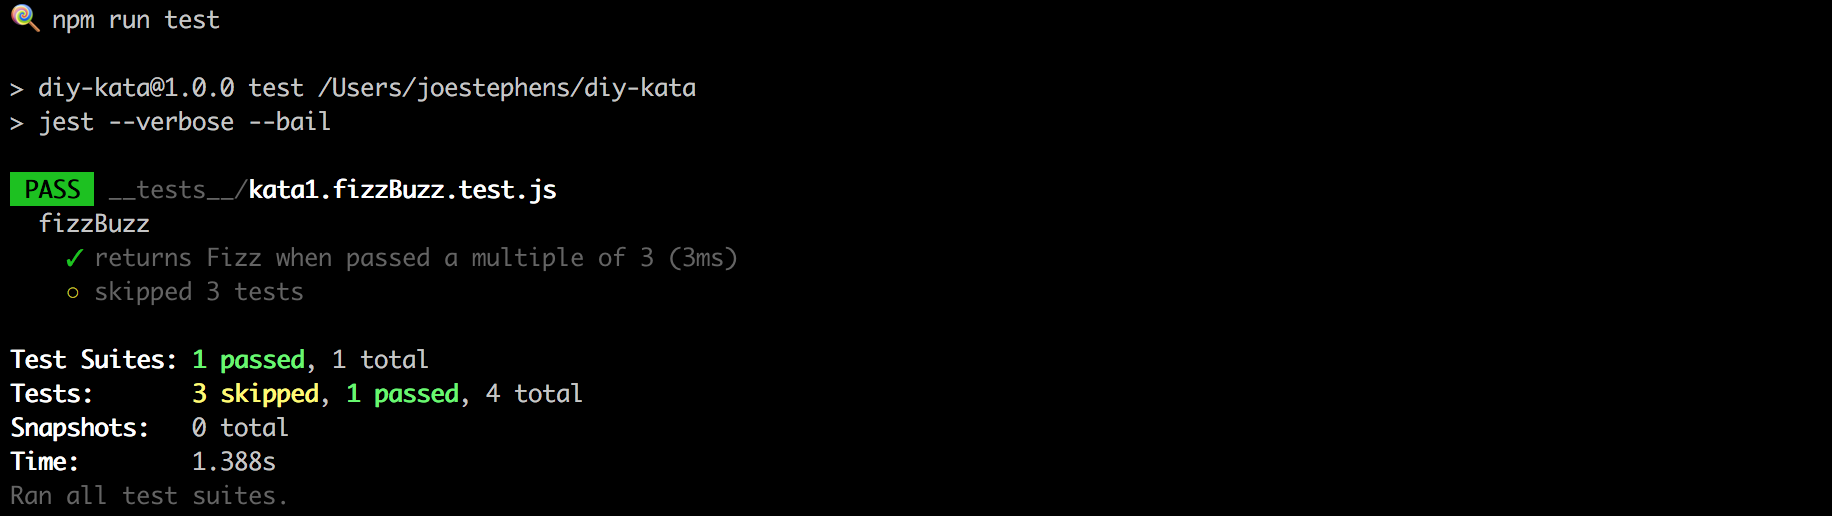 🍭 npm run test
> diy-kata@1.0.0 test /Users/joestephens/diy-kata
> jest --verbose --bail
PASS __tests__/kata1.fizzBuzz.test.js
fizzBuzz
✓ returns Fizz when passed a multiple of 3 (3ms)
○ skipped 3 tests
Test Suites: 1 passed, 1 total
Tests: 3 skipped, 1 passed, 4 total
Snapshots: 0 total
Time: 1.388s
Ran all test suites.